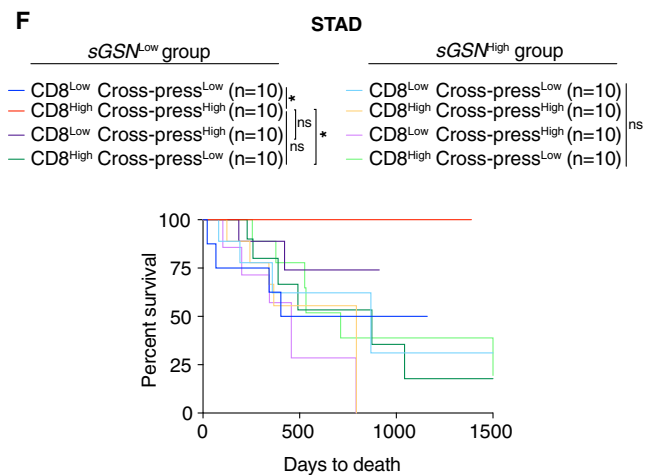 F
STAD
sGSNLow group
CD8Low Cross-pressLow (n=10)
CD8High Cross-pressHigh (n=10)
CD8Low Cross-pressHigh (n=10)
CD8High Cross-pressLow (n=10)
*
ns
ns
*
sGSNHigh group
CD8Low Cross-pressLow (n=10)
CD8High Cross-pressHigh (n=10)
CD8Low Cross-pressHigh (n=10)
CD8High Cross-pressLow (n=10)
ns
Percent survival
100
75
50
25
0
0 500 1000 1500
Days to death